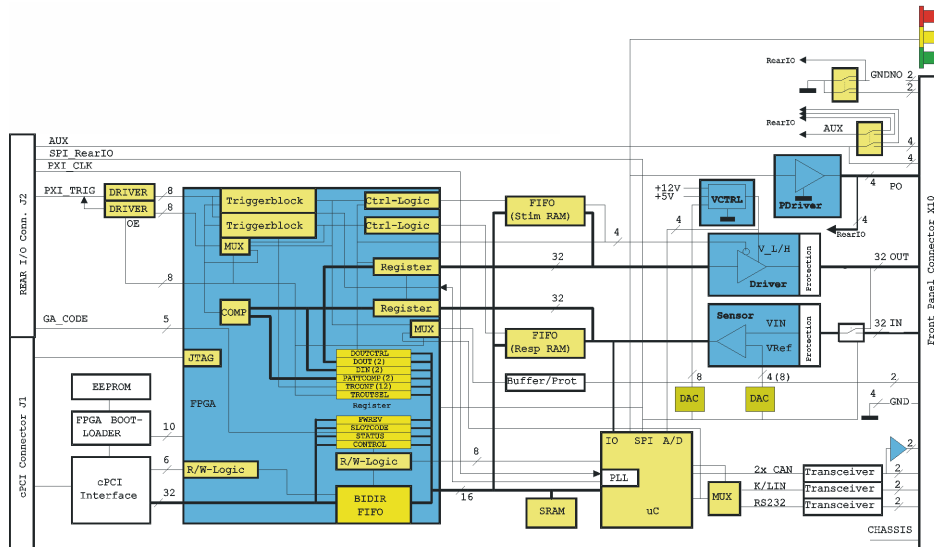 RearIO
GNDNO
2
2
RearIO
AUX
4
4
AUX
SPI_RearIO
PXI_CLK
PXI_TRIG
DRIVER
DRIVER
8
8
OE
8
Triggerblock
Triggerblock
MUX
Ctrl-Logic
Ctrl-Logic
FIFO
(Stim RAM)
+12V
+5V
VCTRL
PDriver
4
PO
4
RearIO
4
4
REAR I/O Conn. J2
Register
32
V_L/H
Driver
Protection
32
OUT
COMP
Register
32
Sensor
VIN
VRef
Protection
32
IN
MUX
FIFO
(Resp RAM)
GA_CODE
5
JTAG
DOUTCTRL
DOUT(2)
DIN(2)
PATTCOMP(2)
TRCONF(12)
TROUTSEL
Register
Buffer/Prot
8
4(8)
2
DAC
DAC
4
GND
Front Panel Connector X10
FPGA
EEPROM
FPGA BOOT-
LOADER
10
FWREV
SLOTCODE
STATUS
CONTROL
cPCI Connector J1
cPCI
Interface
6
32
R/W-Logic
R/W-Logic
8
BIDIR
FIFO
16
SRAM
IO
SPI
A/D
PLL
uC
MUX
2
2x CAN
Transceiver
2
K/LIN
Transceiver
2
RS232
Transceiver
2
CHASSIS